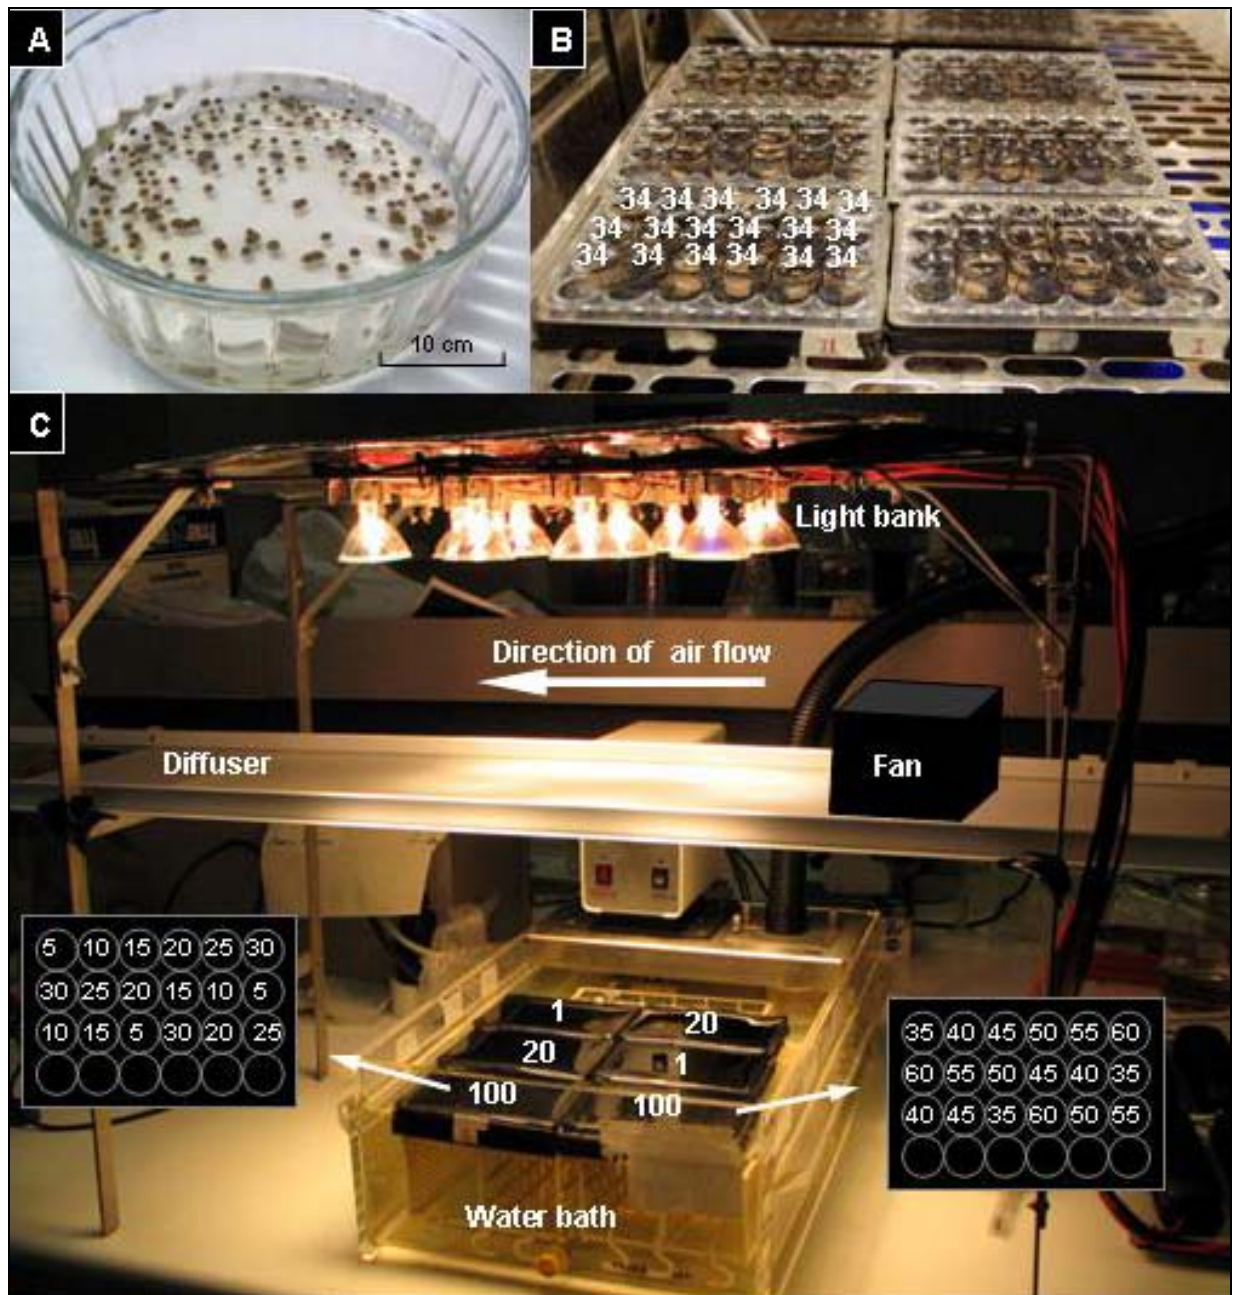 A
10 cm
B
34 34 34 34 34 34
34 34 34 34 34 34
34 34 34 34 34 34
II
I
C
Light bank
Direction of air flow
Diffuser
Fan
5 10 15 20 25 30
30 25 20 15 10 5
10 15 5 30 20 25
1 20
20 1
100 100
35 40 45 50 55 60
60 55 50 45 40 35
40 45 35 60 50 55
Water bath